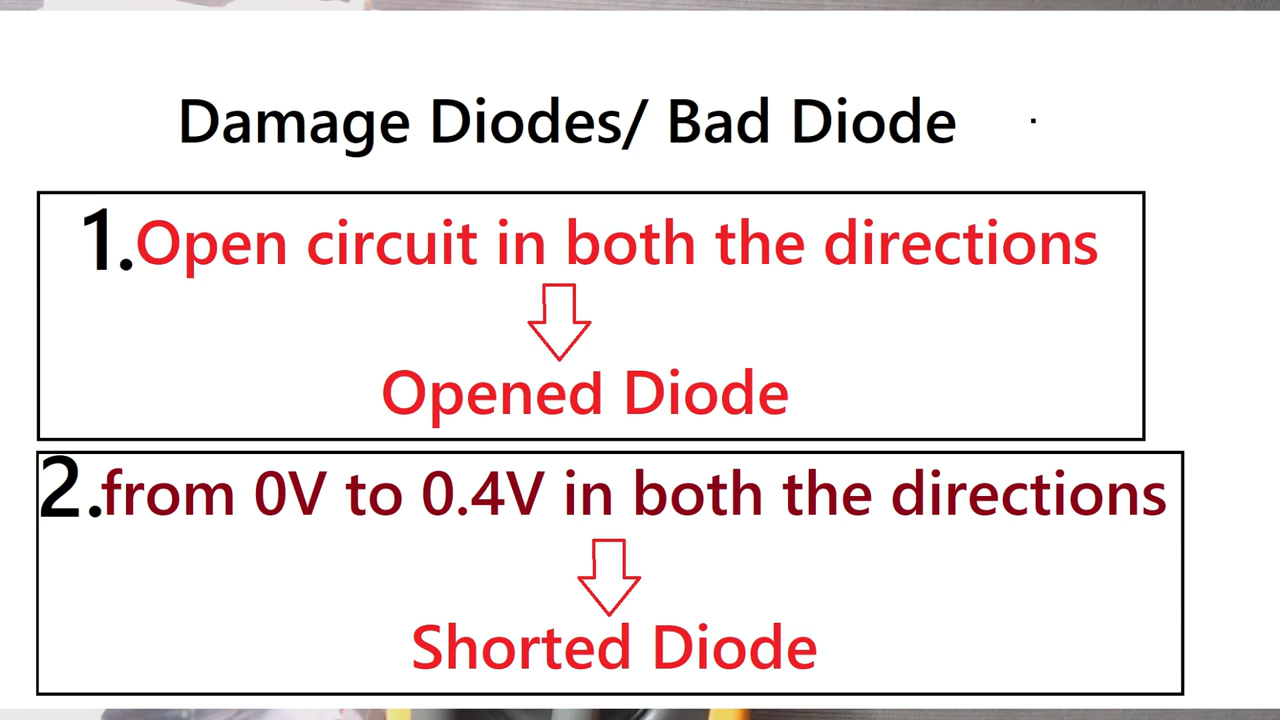 Damage Diodes/ Bad Diode
1.Open circuit in both the directions
Opened Diode
2.from 0V to 0.4V in both the directions
Shorted Diode